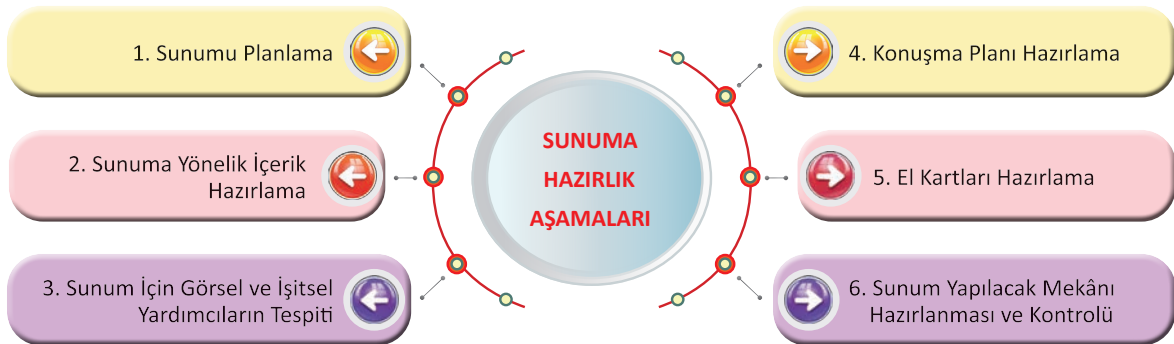 1. Sunumu Planlama
2. Sunuma Yönelik İçerik
Hazırlama
3. Sunum İçin Görsel ve İşitsel
Yardımcıların Tespiti
SUNUMA
HAZIRLIK
AŞAMALARI
4. Konuşma Planı Hazırlama
5. El Kartları Hazırlama
6. Sunum Yapılacak Mekânı
Hazırlanması ve Kontrolü